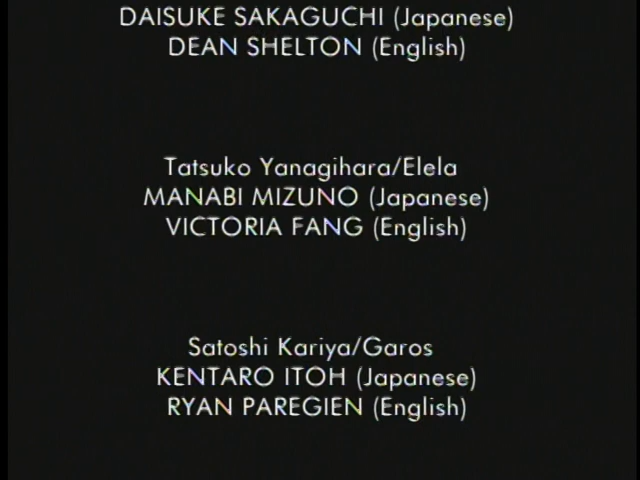 DAISUKE SAKAGUCHI (Japanese)
DEAN SHELTON (English)
Tatsuko Yanagihara/Elela
MANABI MIZUNO (Japanese)
VICTORIA FANG (English)
Satoshi Kariya/Garos
KENTARO ITOH (Japanese)
RYAN PAREGIEN (English)